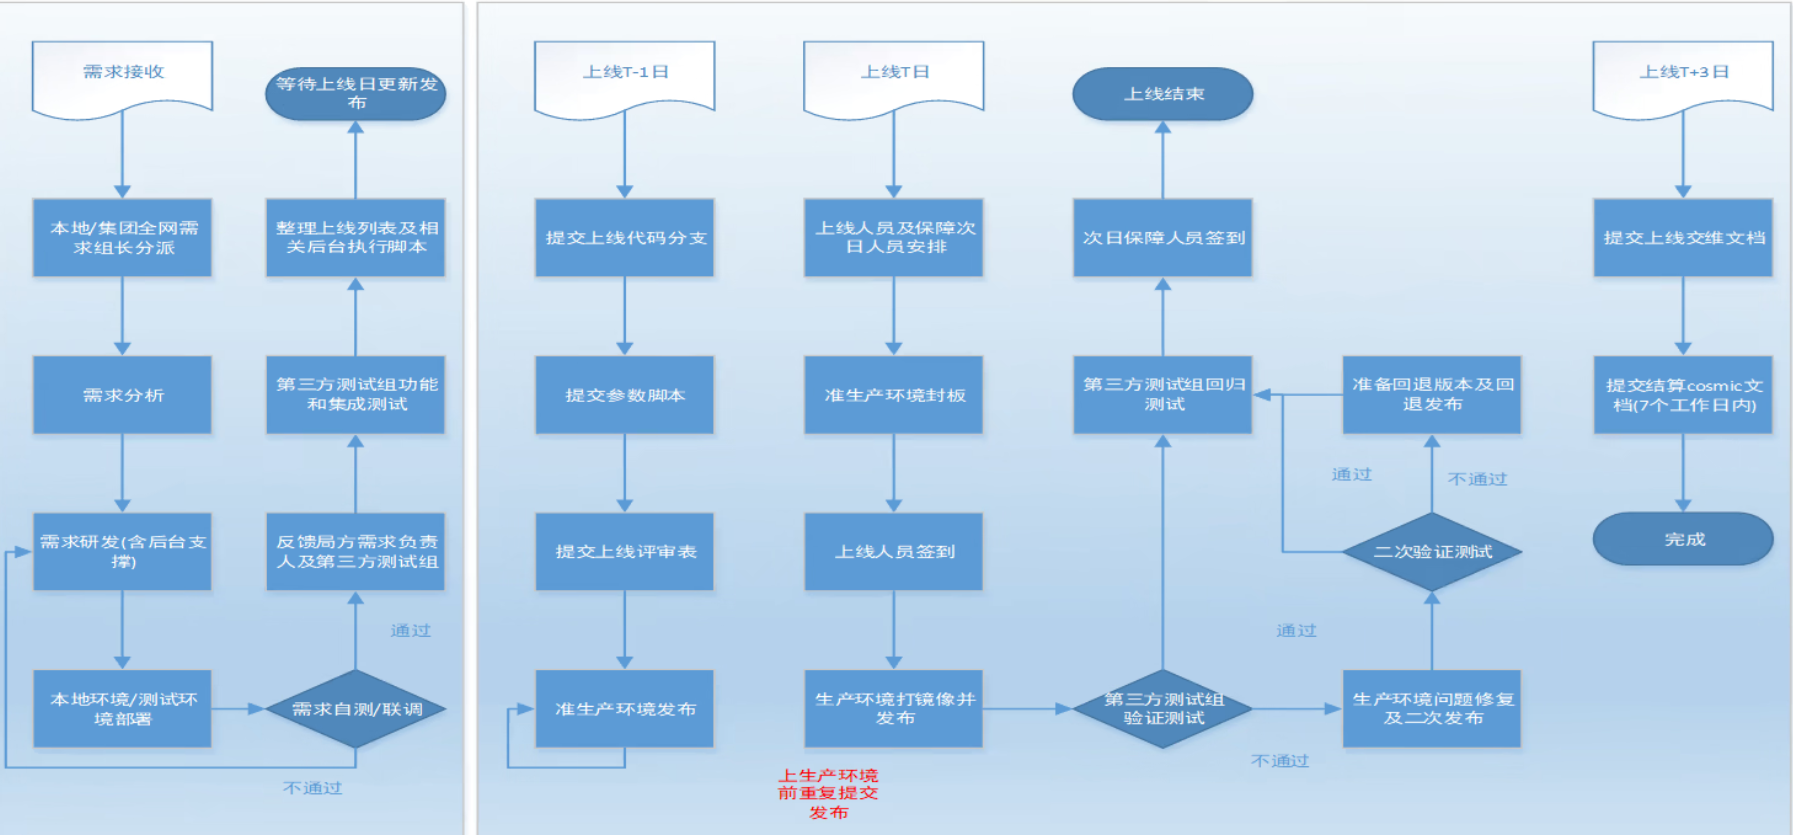 需求接收
本地/集团全网需
求组长分派
需求分析
需求研发(含后台支
撑)
本地环境/测试环
境部署
需求自测/联调
不通过
通过
反馈局方需求负责
人及第三方测试组
第三方测试组功能
和集成测试
整理上线列表及相
关后台执行脚本
等待上线日更新发
布
上线T-1日
提交上线代码分支
提交参数脚本
提交上线评审表
准生产环境发布
上线T日
上线人员及保障次
日人员安排
准生产环境封板
上线人员签到
生产环境打镜像并
发布
上生产环境
前重复提交
发布
第三方测试组
验证测试
通过
不通过
生产环境问题修复
及二次发布
二次验证测试
通过
不通过
准备回退版本及回
退发布
第三方测试组回归
测试
次日保障人员签到
上线结束
上线T+3日
提交上线交维文档
提交结算cosmic文
档(7个工作日内)
完成